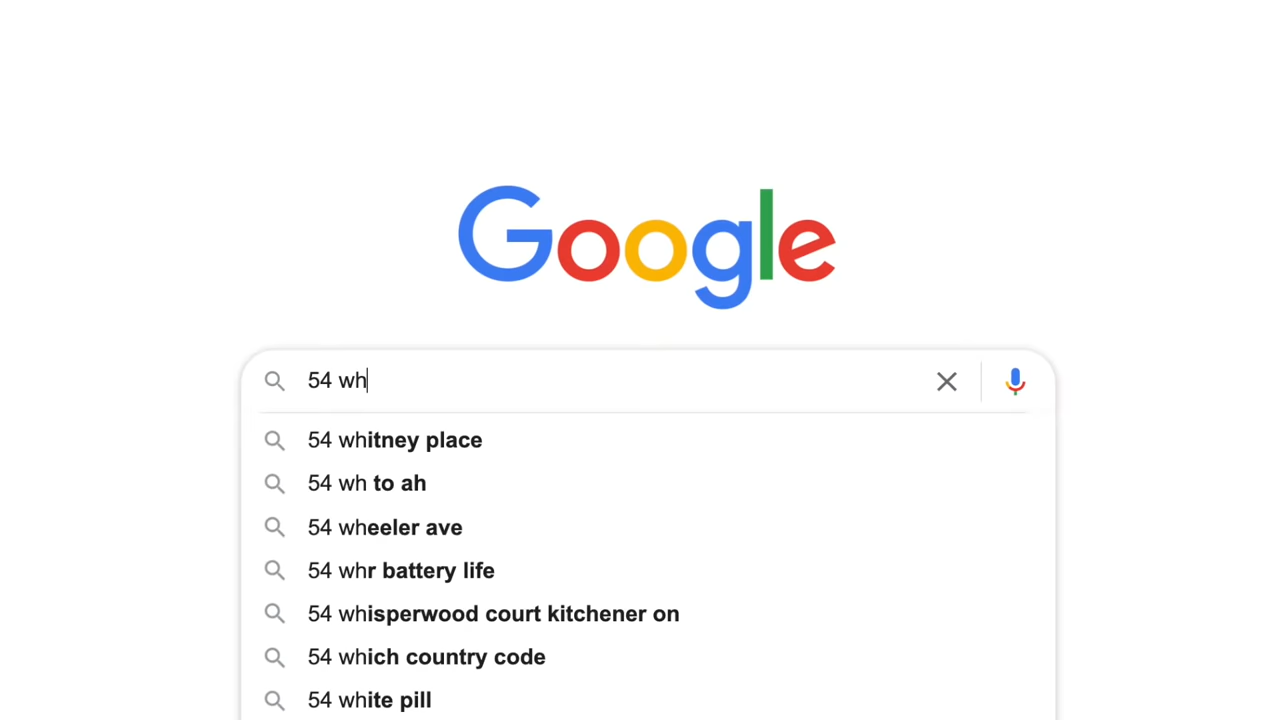 Google
54 wh
54 whitney place
54 wh to ah
54 wheeler ave
54 whr battery life
54 whisperwood court kitchener on
54 which country code
54 white pill